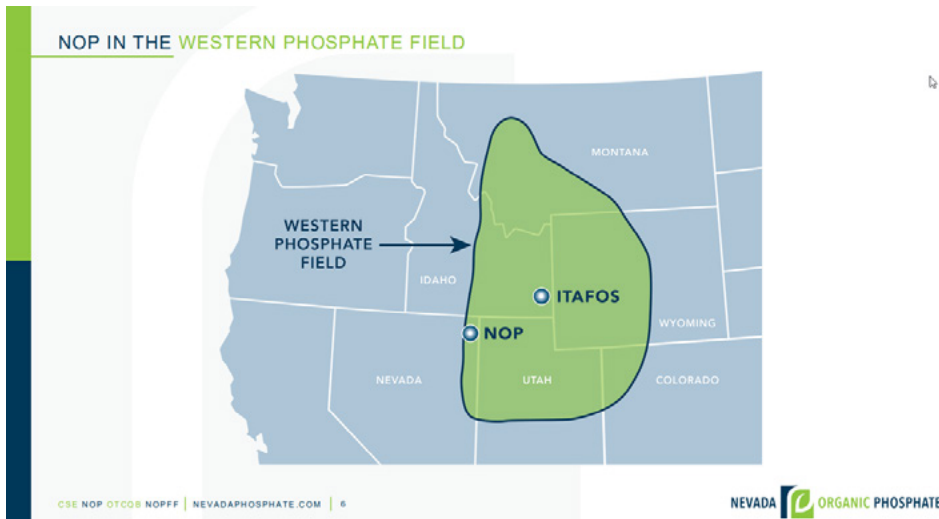 NOP IN THE WESTERN PHOSPHATE FIELD
MONTANA
WESTERN
PHOSPHATE
FIELD
IDAHO
ITAFOS
WYOMING
NOP
NEVADA
UTAH
COLORADO
CSE NOP OTCQB NOPFF | NEVADAPHOSPHATE.COM | 6
NEVADA ORGANIC PHOSPHATE